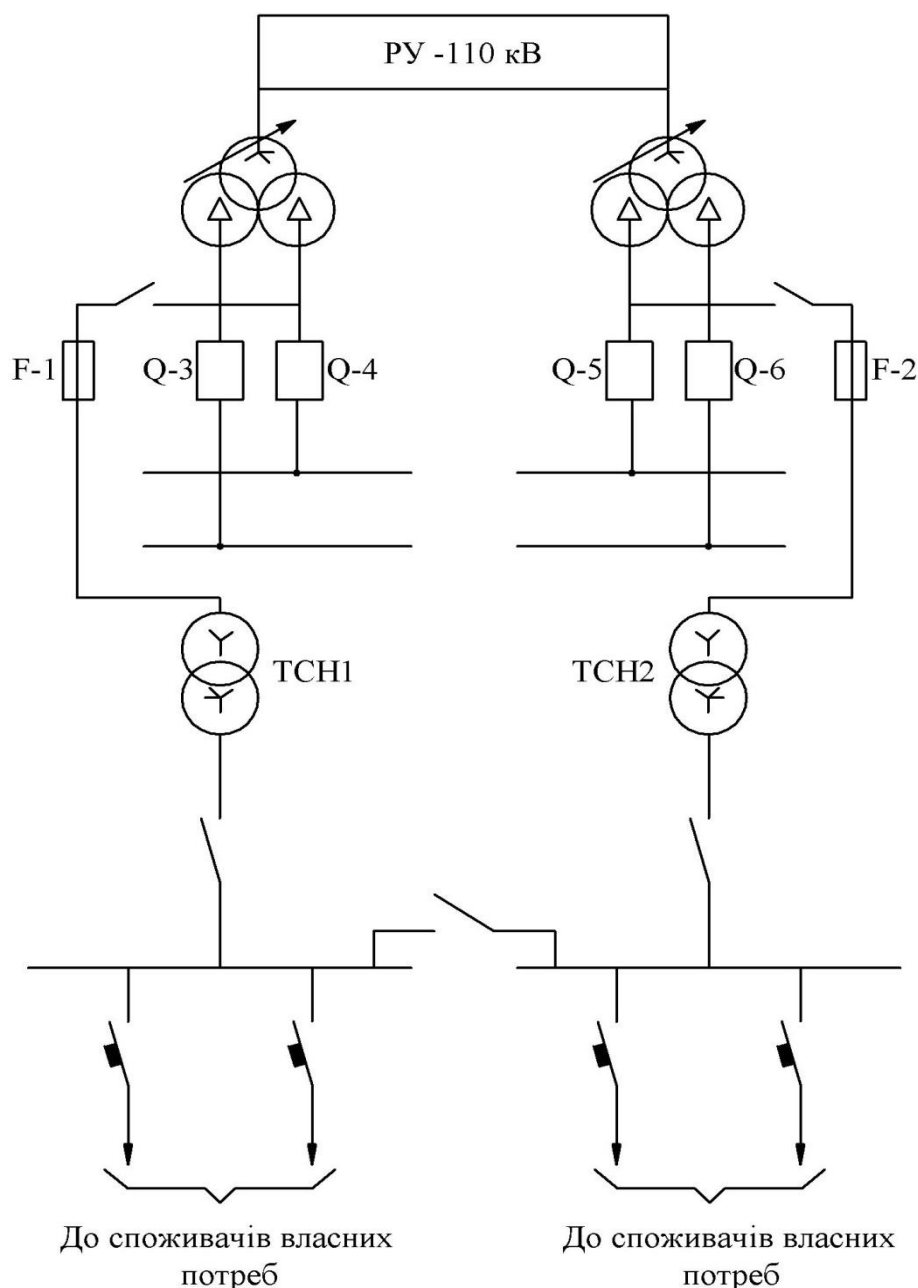 РУ -110 кВ
F-1
Q-3
Q-4
Q-5
Q-6
F-2
ТСН1
ТСН2
До споживачів власних
потреб
До споживачів власних
потреб